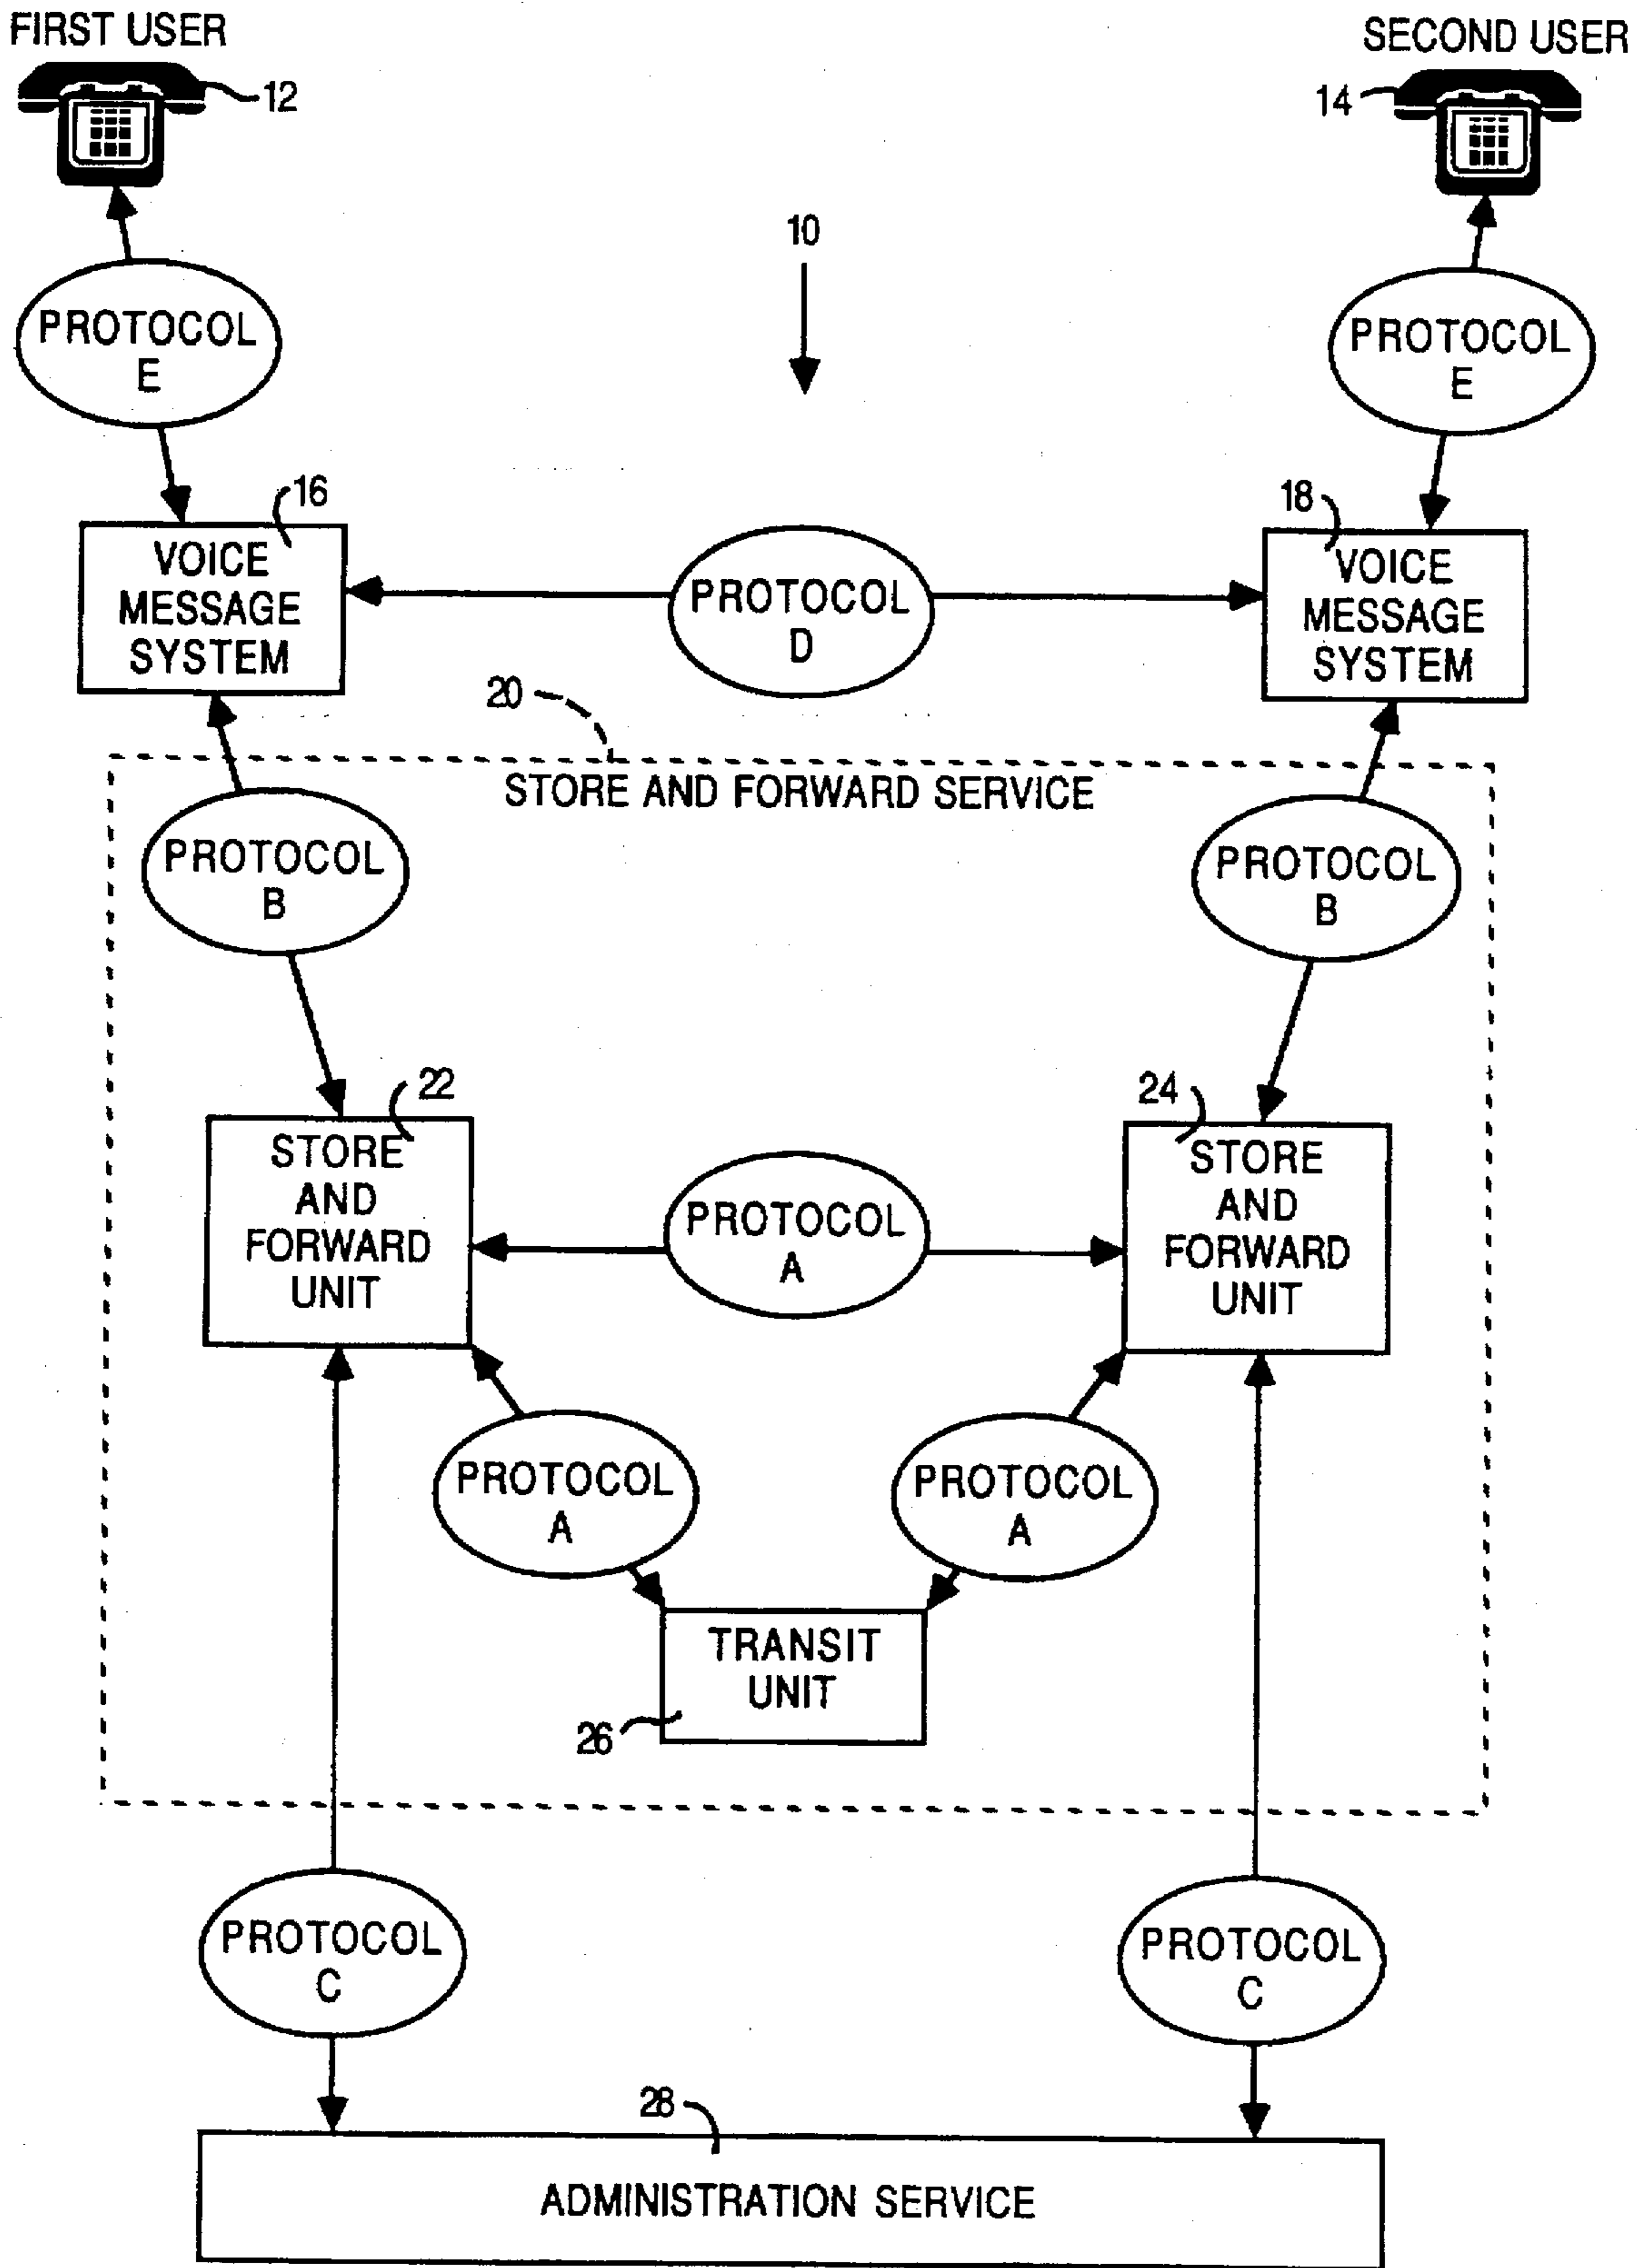 FIRST USER
SECOND USER
12
14
10
PROTOCOL
E
PROTOCOL
E
16
18
VOICE
MESSAGE
SYSTEM
PROTOCOL
D
VOICE
MESSAGE
SYSTEM
20
STORE AND FORWARD SERVICE
PROTOCOL
B
PROTOCOL
B
22
24
STORE
AND
FORWARD
UNIT
PROTOCOL
A
STORE
AND
FORWARD
UNIT
PROTOCOL
A
PROTOCOL
A
TRANSIT
UNIT
26
PROTOCOL
C
PROTOCOL
C
28
ADMINISTRATION SERVICE